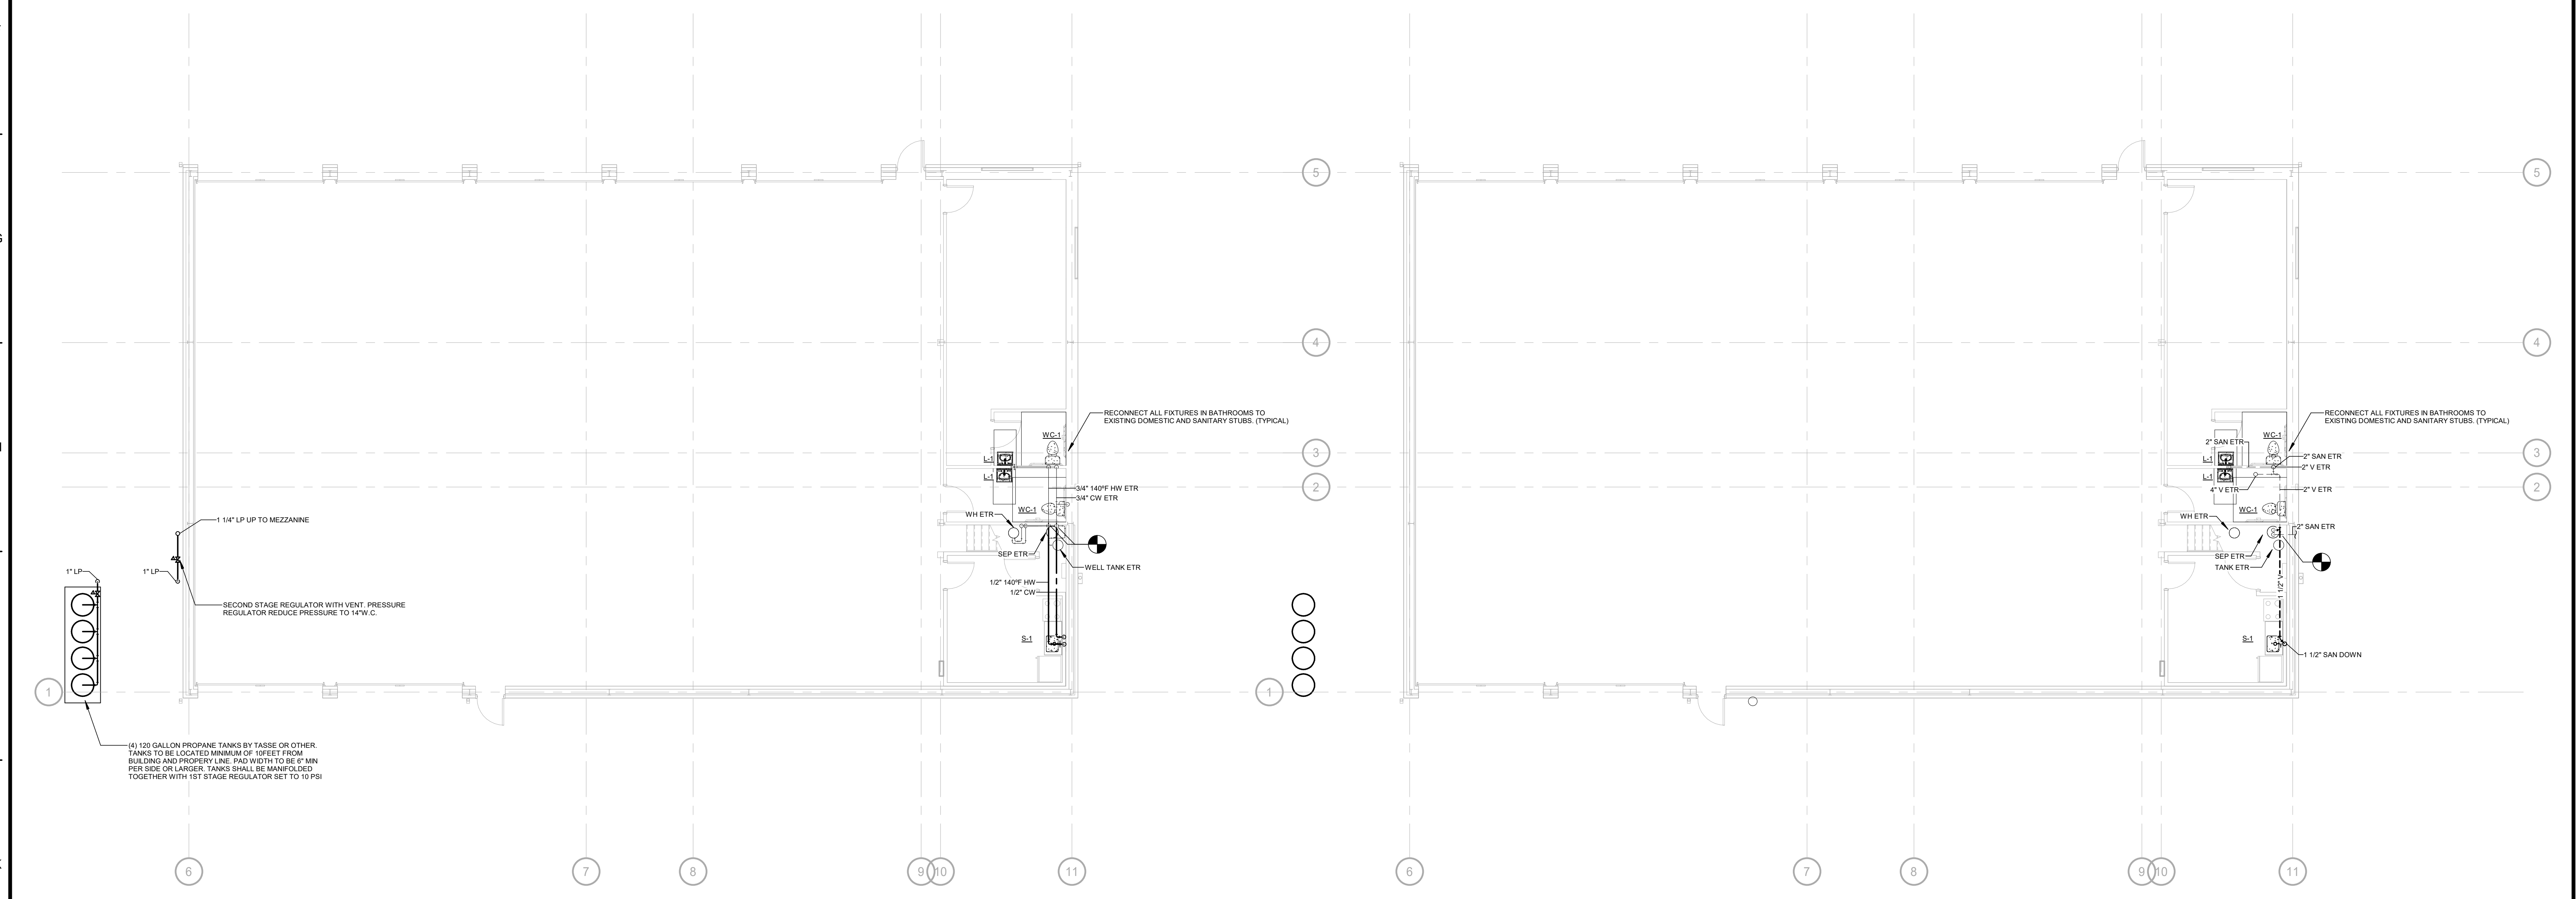 5
4
RECONNECT ALL FIXTURES IN BATHROOMS TO
EXISTING DOMESTIC AND SANITARY STUBS. (TYPICAL)
WC-1
L-1
3
L-1
3/4" 140°F HW ETR
2
3/4" CW ETR
WC-1
WH ETR
1 1/4" LP UP TO MEZZANINE
SEP ETR
WELL TANK ETR
1" LP
1" LP
1/2" 140°F HW
1/2" CW
SECOND STAGE REGULATOR WITH VENT. PRESSURE
REGULATOR REDUCE PRESSURE TO 14"W.C.
S-1
1
(4) 120 GALLON PROPANE TANKS BY TASSE OR OTHER.
TANKS TO BE LOCATED MINIMUM OF 10FEET FROM
BUILDING AND PROPERY LINE. PAD WIDTH TO BE 6" MIN
PER SIDE OR LARGER. TANKS SHALL BE MANIFOLDED
TOGETHER WITH 1ST STAGE REGULATOR SET TO 10 PSI
6
7
8
9
10
11
5
4
RECONNECT ALL FIXTURES IN BATHROOMS TO
EXISTING DOMESTIC AND SANITARY STUBS. (TYPICAL)
WC-1
2" SAN ETR
L-1
2" SAN ETR
3
2" V ETR
L-1
4" V ETR
2" V ETR
2
WC-1
WH ETR
2" SAN ETR
SEP ETR
TANK ETR
1 1/2" V
S-1
1 1/2" SAN DOWN
1
6
7
8
9
10
11